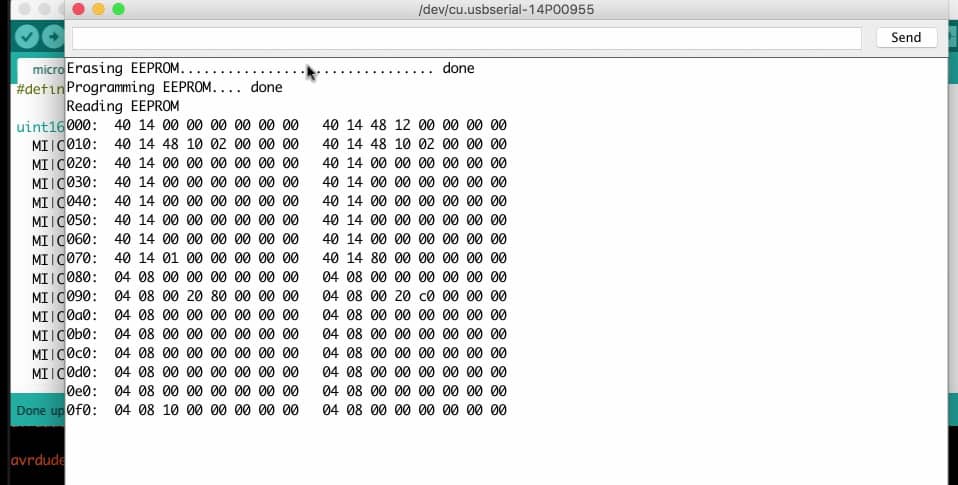 /dev/cu.usbserial-14P00955
Send
micro
#defin
uint16
MI|C
MI|C
MI|C
MI|C
MI|C
MI|C
MI|C
MI|C
MI|C
MI|C
MI|C
MI|C
MI|C
Done up
avrdude
Erasing EEPROM................................ done
Programming EEPROM.... done
Reading EEPROM
000:  40 14 00 00 00 00 00 00   40 14 48 12 00 00 00 00
010:  40 14 48 10 02 00 00 00   40 14 48 10 02 00 00 00
020:  40 14 00 00 00 00 00 00   40 14 00 00 00 00 00 00
030:  40 14 00 00 00 00 00 00   40 14 00 00 00 00 00 00
040:  40 14 00 00 00 00 00 00   40 14 00 00 00 00 00 00
050:  40 14 00 00 00 00 00 00   40 14 00 00 00 00 00 00
060:  40 14 00 00 00 00 00 00   40 14 00 00 00 00 00 00
070:  40 14 01 00 00 00 00 00   40 14 80 00 00 00 00 00
080:  04 08 00 00 00 00 00 00   04 08 00 00 00 00 00 00
090:  04 08 00 20 80 00 00 00   04 08 00 20 c0 00 00 00
0a0:  04 08 00 00 00 00 00 00   04 08 00 00 00 00 00 00
0b0:  04 08 00 00 00 00 00 00   04 08 00 00 00 00 00 00
0c0:  04 08 00 00 00 00 00 00   04 08 00 00 00 00 00 00
0d0:  04 08 00 00 00 00 00 00   04 08 00 00 00 00 00 00
0e0:  04 08 00 00 00 00 00 00   04 08 00 00 00 00 00 00
0f0:  04 08 10 00 00 00 00 00   04 08 00 00 00 00 00 00